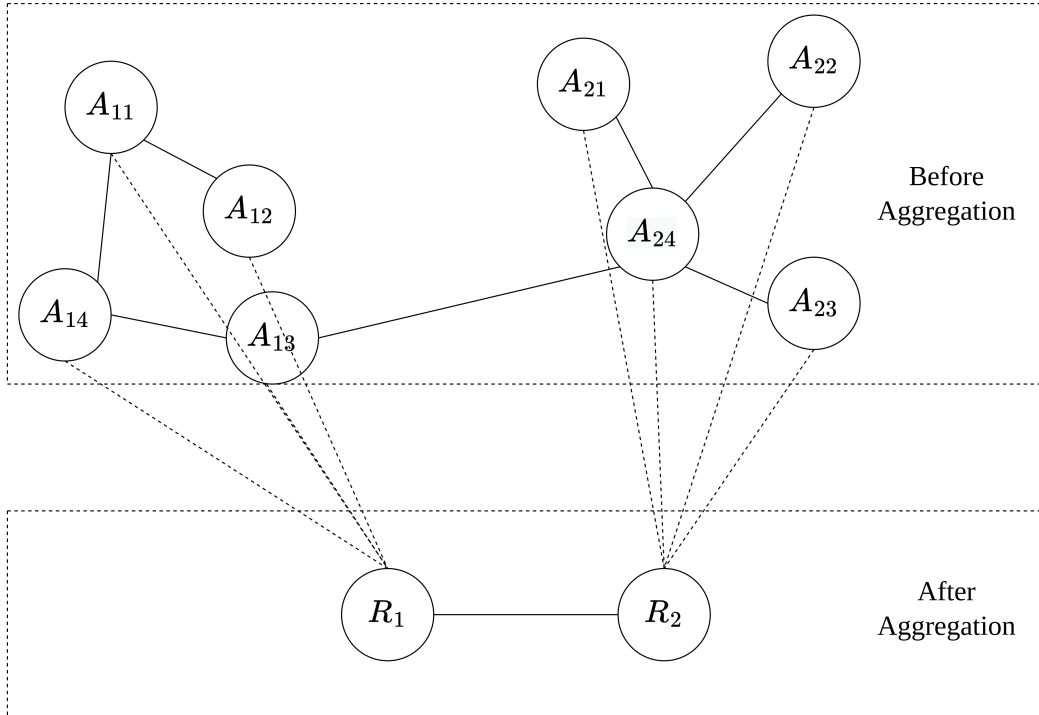 A₁₁
A₁₂
A₁₄
A₁₃
A₂₁
A₂₂
A₂₄
A₂₃
Before
Aggregation
R₁
R₂
After
Aggregation